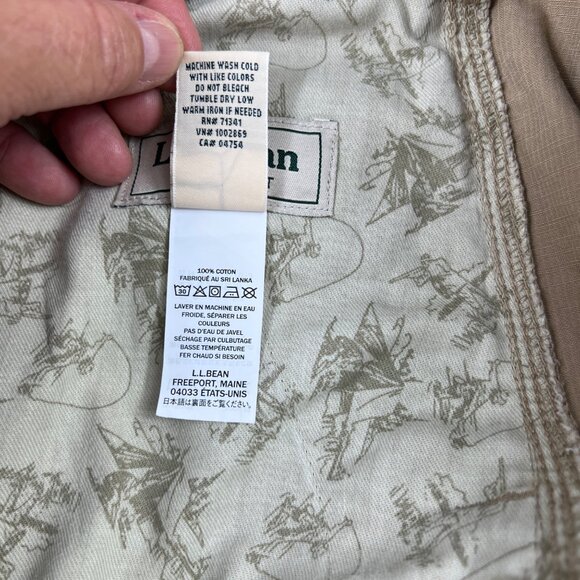 MACHINE WASH COLD
WITH LIKE COLORS
DO NOT BLEACH
TUMBLE DRY LOW
WARM IRON IF NEEDED
RN# 71341
VN# 1002869
CA# 04754
100% COTON
FABRIQUÉ AU SRI LANKA
30
LAVER EN MACHINE EN EAU
FROIDE, SÉPARER LES
COULEURS
PAS D'EAU DE JAVEL
SÉCHAGE PAR CULBUTAGE
BASSE TEMPÉRATURE
FER CHAUD SI BESOIN
L.L.BEAN
FREEPORT, MAINE
04033 ÉTATS-UNIS
日本語は裏面をご覧ください